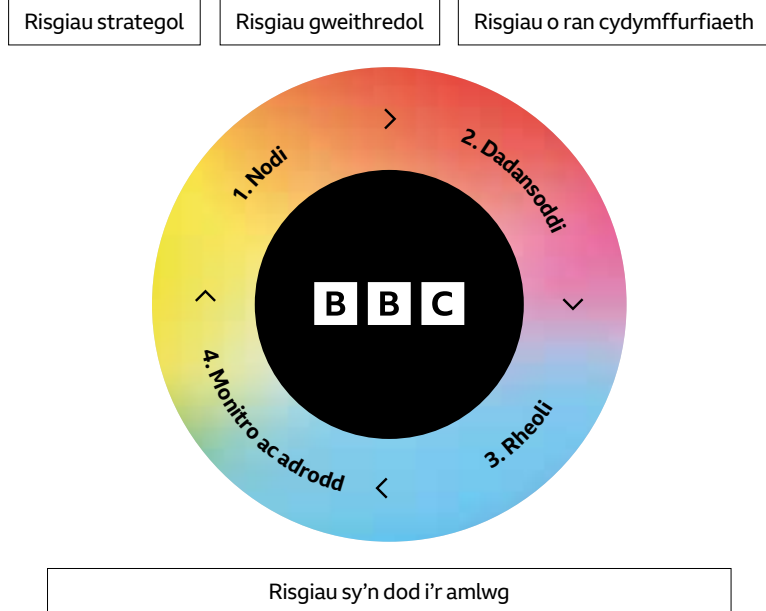 Risgiau strategol
Risgiau gweithredol
Risgiau o ran cydymffurfiaeth
1. Nodi
2. Dadansoddi
BBC
4. Monitro ac adrodd
3. Rheoli
Risgiau sy'n dod i'r amlwg